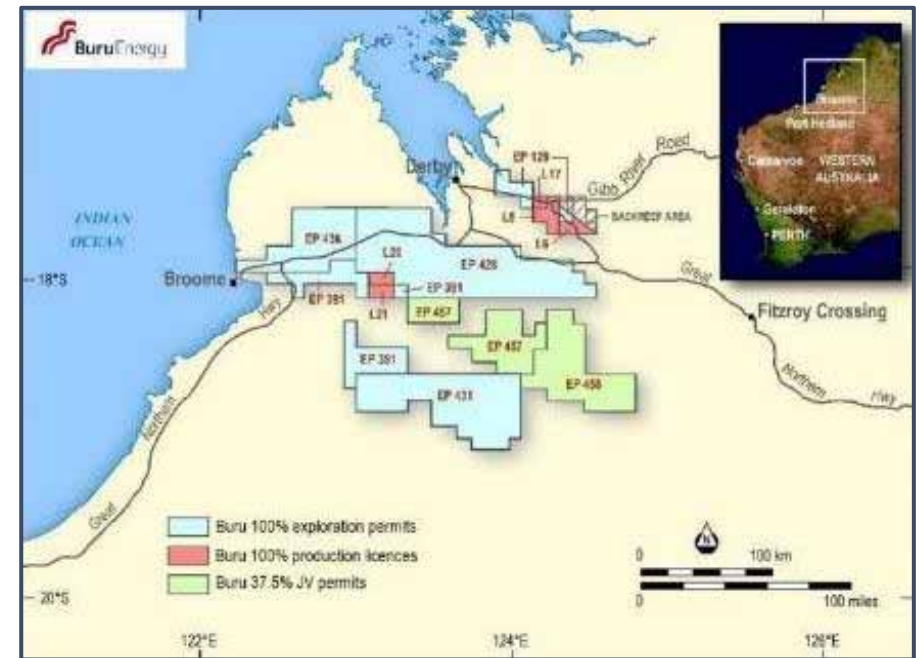 BuruEnergy
Derby
EP 129
L17
Gibb River Road
L8
L6
BACKREEF AREA
INDIAN
OCEAN
18°S
Broome
EP 436
L20
EP 428
EP 391
EP 391
L21
EP 457
EP 457
EP 458
EP 391
EP 431
Great
Northern
Hwy
Fitzroy Crossing
Great
Northern
Hwy
Port Hedland
Carnarvon
WESTERN
AUSTRALIA
Geraldton
PERTH
Buru 100% exploration permits
Buru 100% production licences
Buru 37.5% JV permits
N
0
100 km
0
100 miles
20°S
122°E
124°E
126°E